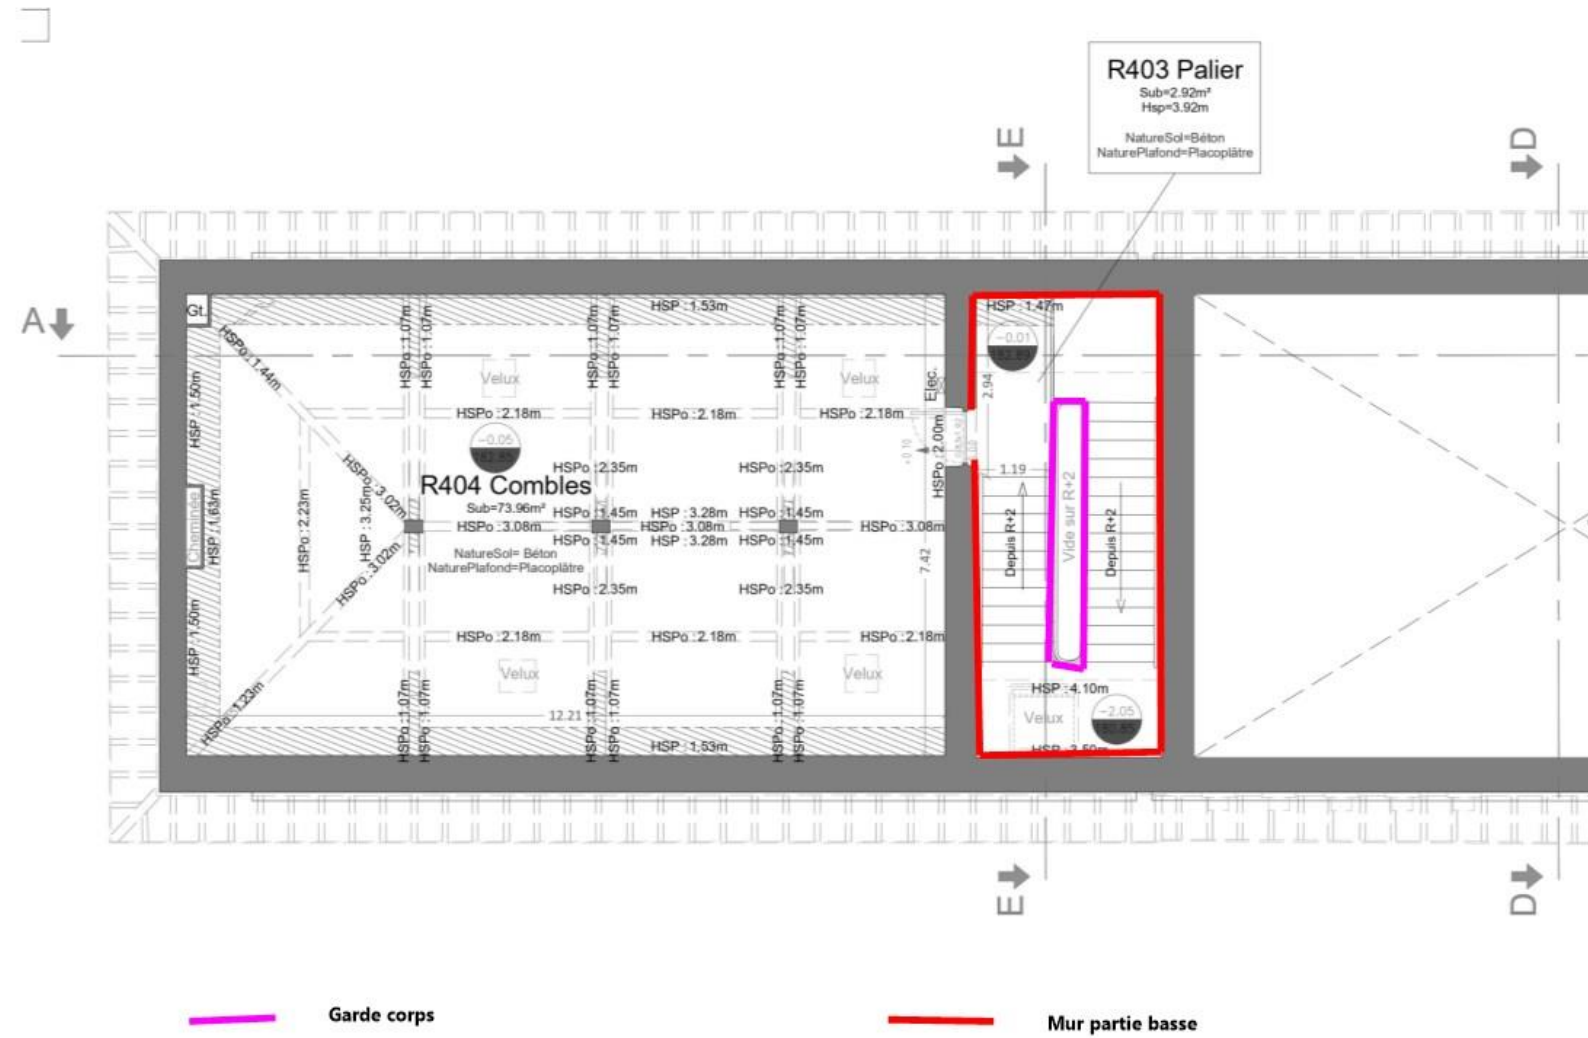 R403 Palier
Sub=2.92m²
Hsp=3.92m
NatureSol=Béton
NaturePlafond=Placoplâtre
E
D
A
Gt.
HSP : 1.53m
HSP : 1.47m
HSPo : 1.07m
HSPo : 1.07m
HSPo : 1.07m
HSPo : 1.07m
HSPo : 1.07m
HSPo : 1.07m
HSPo : 1.44m
−0.01
Velux
Velux
Elec.
2.94
HSP : 1.50m
HSPo : 2.18m
HSPo : 2.18m
HSPo : 2.18m
−0.05
HSPo : 2.00m
HSPo : 2.35m
HSPo : 2.35m
1.19
R404 Combles
Sub=73.96m²
HSPo : 3.02m
HSP : 3.25m
HSPo : 2.23m
Cheminée
HSP : 1.63m
HSPo : 1.45m
HSP : 3.28m
HSPo : 1.45m
HSPo : 3.08m
HSPo : 3.08m
HSPo : 3.08m
HSPo : 1.45m
HSP : 3.28m
HSPo : 1.45m
NatureSol= Béton
NaturePlafond=Placoplâtre
HSPo : 3.02m
7.42
Depuis R+2
Vide sur R+2
Depuis R+2
HSPo : 2.35m
HSPo : 2.35m
HSP : 1.50m
HSPo : 2.18m
HSPo : 2.18m
HSPo : 2.18m
Velux
Velux
HSP : 4.10m
HSPo : 1.23m
HSPo : 1.07m
HSPo : 1.07m
HSPo : 1.07m
HSPo : 1.07m
HSPo : 1.07m
HSPo : 1.07m
12.21
Velux
−2.05
HSP : 1.53m
HSP : 3.50m
E
D
Garde corps
Mur partie basse